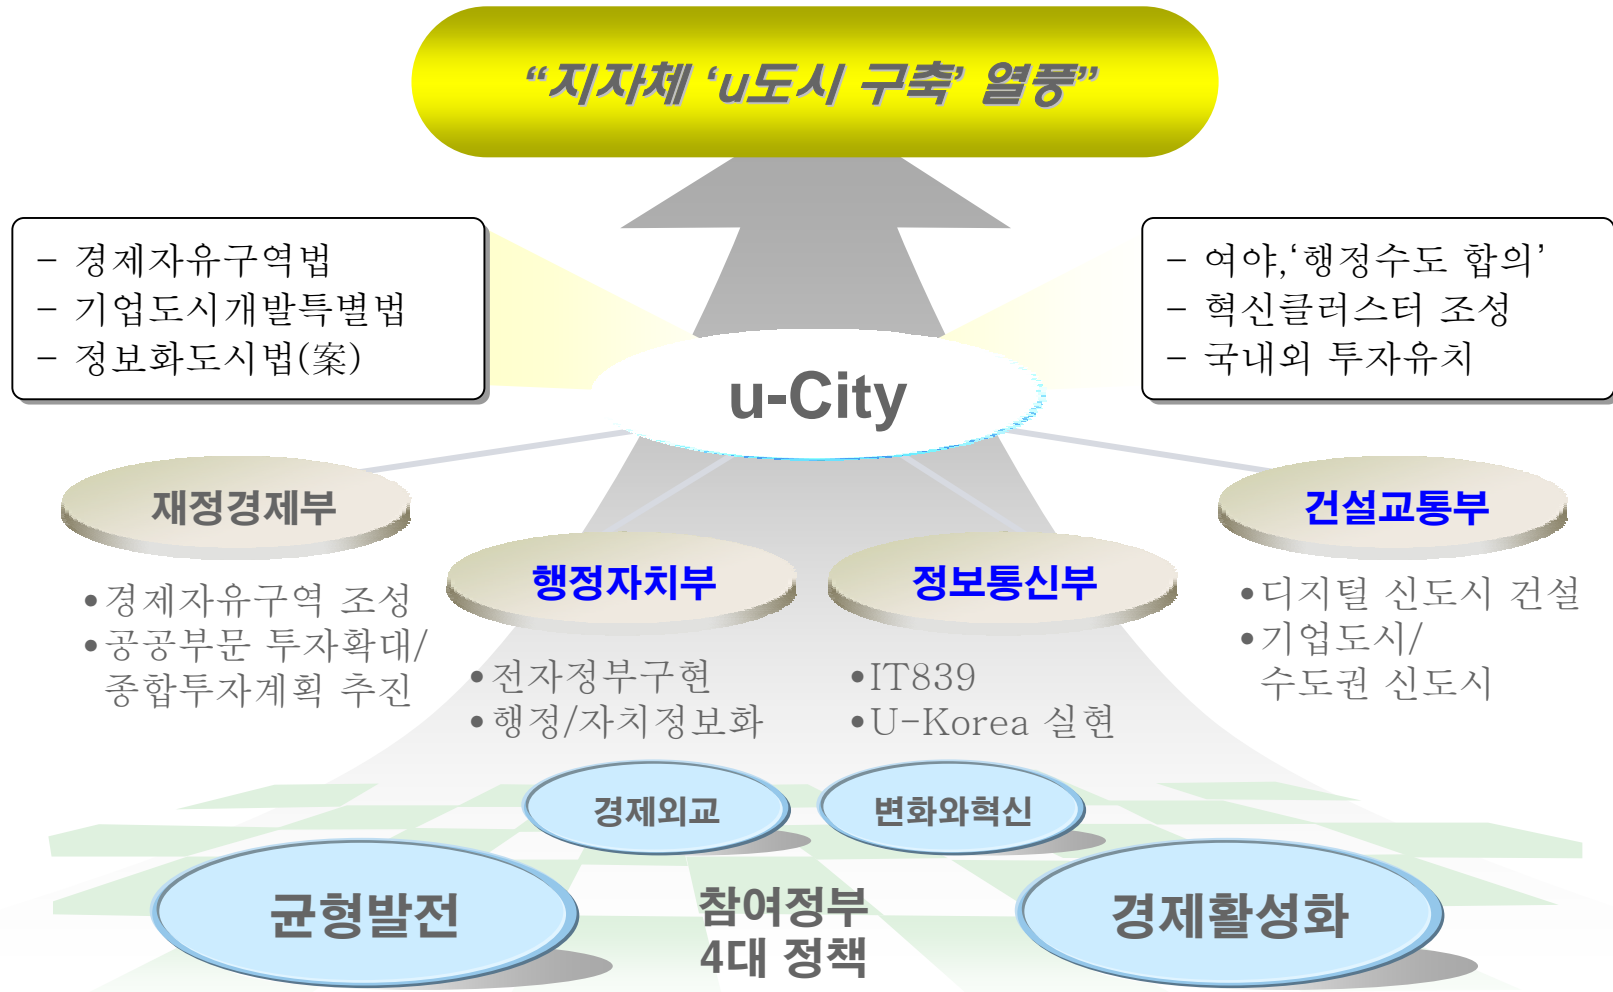 “지자체 ‘u도시 구축’ 열풍”
- 경제자유구역법
- 기업도시개발특별법
- 정보화도시법(案)
- 여야,‘행정수도 합의’
- 혁신클러스터 조성
- 국내외 투자유치
u-City
재정경제부
•경제자유구역 조성
•공공부문 투자확대/
종합투자계획 추진
행정자치부
•전자정부구현
•행정/자치정보화
정보통신부
•IT839
•U-Korea 실현
건설교통부
•디지털 신도시 건설
•기업도시/
수도권 신도시
경제외교
변화와혁신
균형발전
참여정부
4대 정책
경제활성화